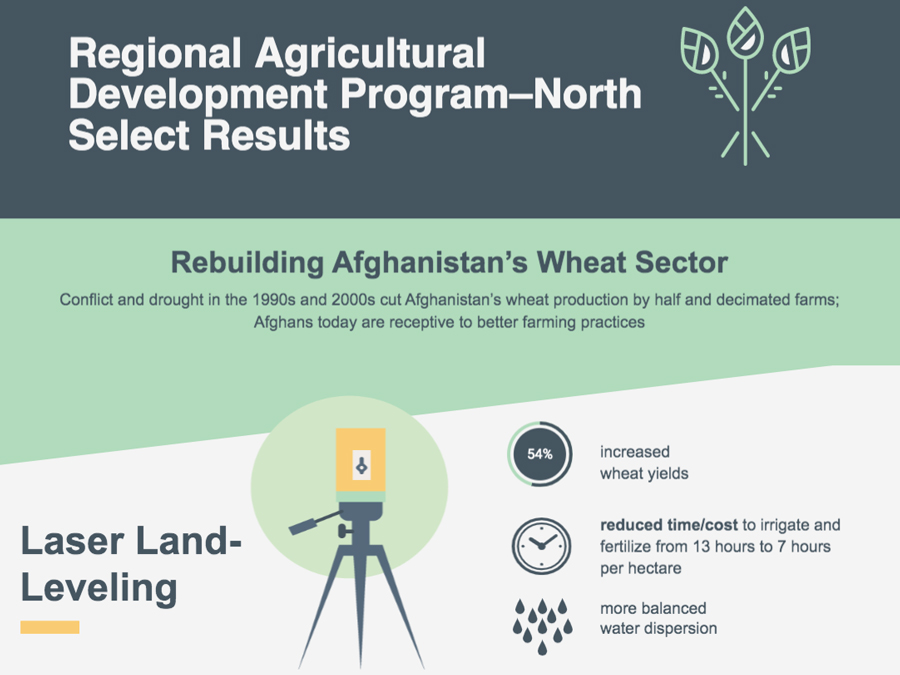 Regional Agricultural
Development Program–North
Select Results
Rebuilding Afghanistan’s Wheat Sector
Conflict and drought in the 1990s and 2000s cut Afghanistan’s wheat production by half and decimated farms;
Afghans today are receptive to better farming practices
Laser Land-
Leveling
54%
increased
wheat yields
reduced time/cost to irrigate and
fertilize from 13 hours to 7 hours
per hectare
more balanced
water dispersion